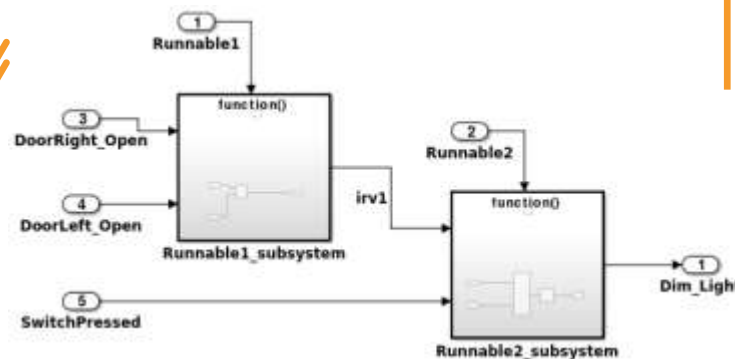 1
Runnable1
function()
3
DoorRight_Open
4
DoorLeft_Open
Runnable1_subsystem
irv1
2
Runnable2
function()
5
SwitchPressed
1
Dim_Light
Runnable2_subsystem